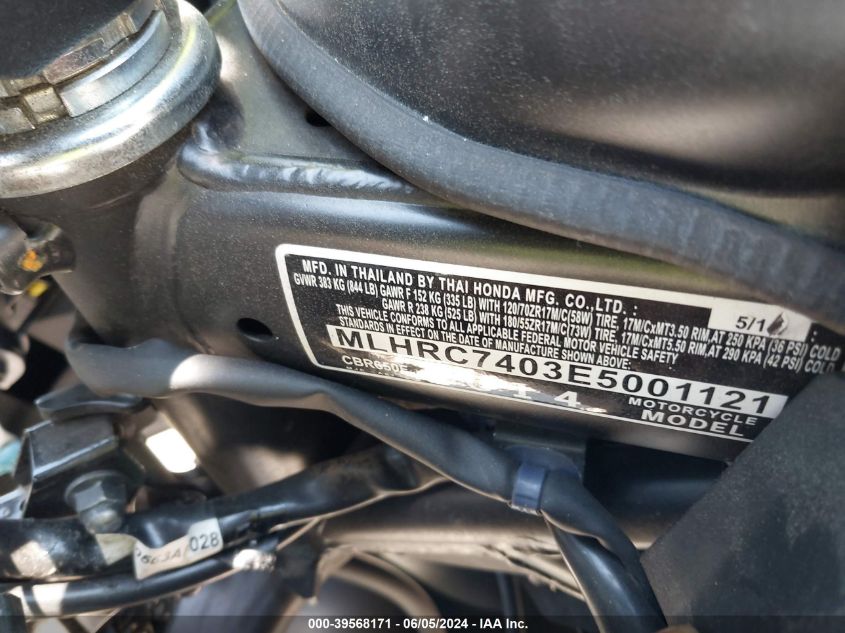 MFD. IN THAILAND BY THAI HONDA MFG. CO.,LTD. :
GVWR 383 KG (844 LB) GAWR F 152 KG (335 LB) WITH 120/70ZR17M/C(58W) TIRE, 17M/CxMT3.50 RIM,AT 250 KPA (36 PSI) COLD
GAWR R 238 KG (525 LB) WITH 180/55ZR17M/C(73W) TIRE, 17M/CxMT5.50 RIM,AT 290 KPA (42 PSI) COLD
THIS VEHICLE CONFORMS TO ALL APPLICABLE FEDERAL MOTOR VEHICLE SAFETY
STANDARDS IN EFFECT ON THE DATE OF MANUFACTURE SHOWN ABOVE:
5/1
MLHRC7403E5001121
MOTORCYCLE
MODEL
028
000-39568171 - 06/05/2024 - IAA Inc.